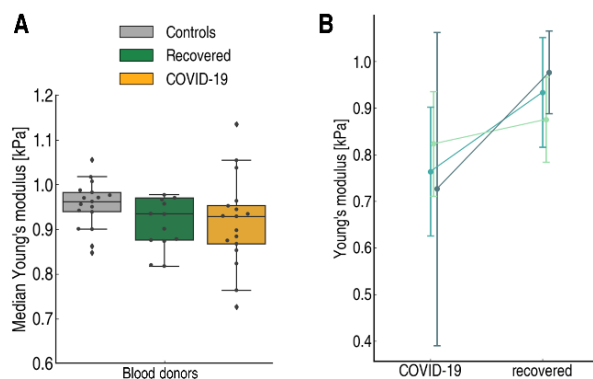 A
Controls
Recovered
COVID-19
Median Young's modulus [kPa]
1.2
1.1
1.0
0.9
0.8
0.7
0.6
Blood donors
B
Young's modulus [kPa]
1.0
0.9
0.8
0.7
0.6
0.5
0.4
COVID-19 recovered